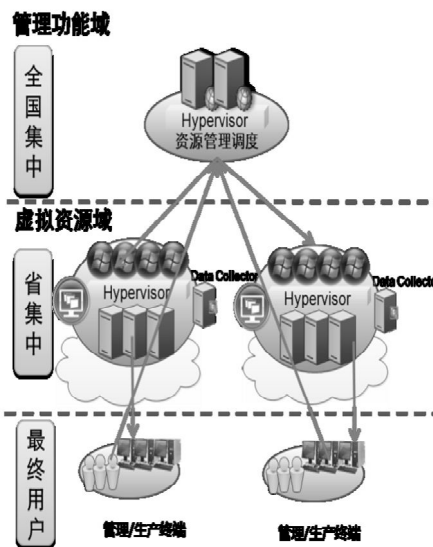 管理功能域
全国集中
Hypervisor
资源管理调度
虚拟资源域
省集中
Data Collector
Hypervisor
Data Collector
Hypervisor
最终用户
管理/生产终端
管理/生产终端